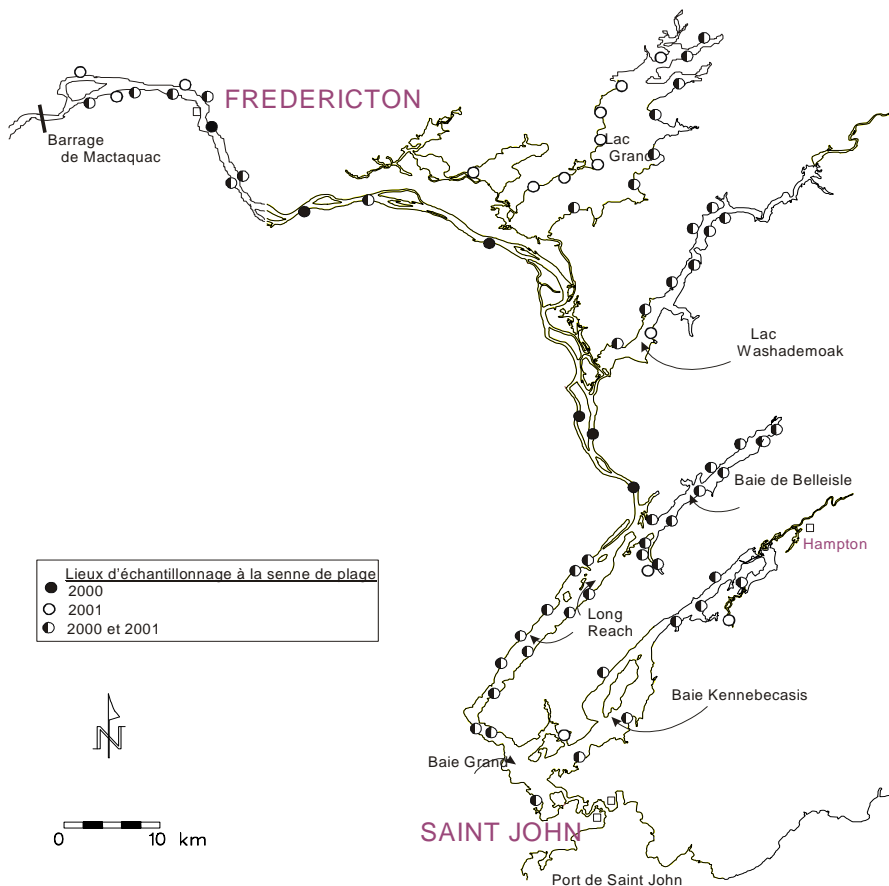 FREDERICTON
Barrage
de Mactaquac
Lac
Grand
Lac
Washademoak
Baie de Belleisle
Hampton
Lieux d'échantillonnage à la senne de plage
2000
2001
2000 et 2001
Long
Reach
Baie Kennebecasis
N
Baie Grand
0 10 km
SAINT JOHN
Port de Saint John